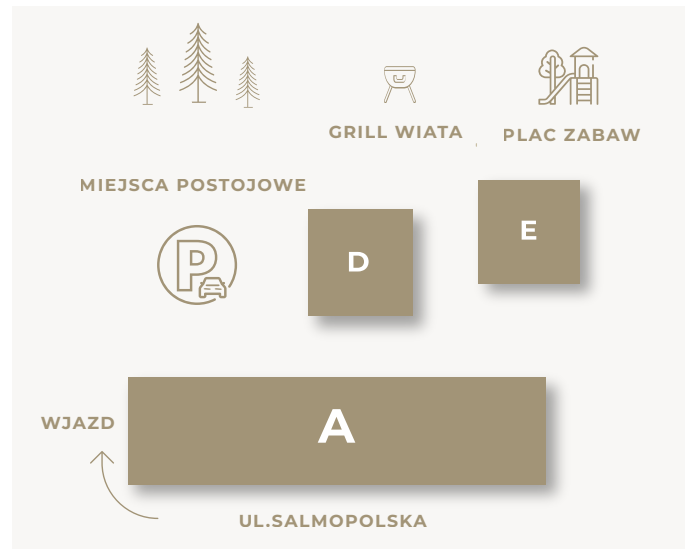 GRILL WIATA
PLAC ZABAW
MIEJSCA POSTOJOWE
P
D
E
A
WJAZD
UL.SALMOPOLSKA